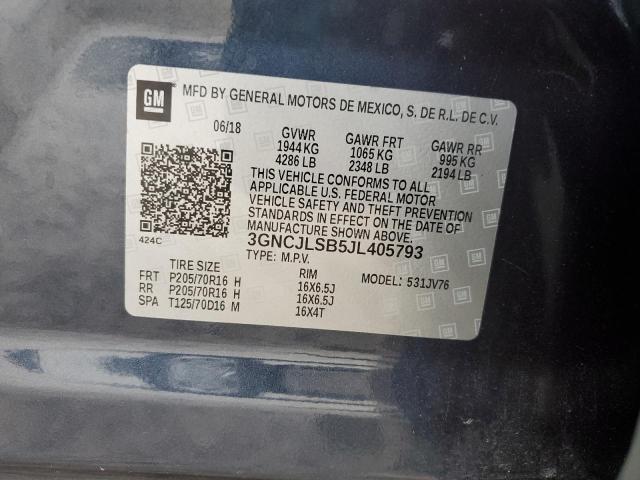 GM MFD BY GENERAL MOTORS DE MEXICO, S. DE R.L. DE C.V.
06/18 GVWR GAWR FRT GAWR RR
1944 KG 1065 KG 995 KG
4286 LB 2348 LB 2194 LB
THIS VEHICLE CONFORMS TO ALL
APPLICABLE U.S. FEDERAL MOTOR
VEHICLE SAFETY AND THEFT PREVENTION
STANDARDS IN EFFECT ON THE DATE OF
MANUFACTURE SHOWN ABOVE.
424C 3GNCJLSB5JL405793
TYPE: M.P.V. MODEL: 531JV76
TIRE SIZE RIM
FRT P205/70R16 H 16X6.5J
RR P205/70R16 H 16X6.5J
SPA T125/70D16 M 16X4T